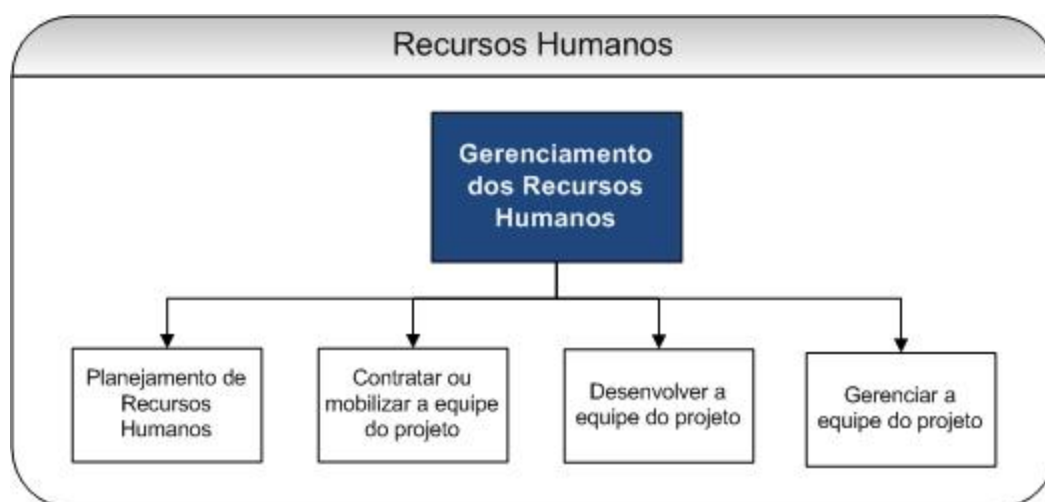 Recursos Humanos
Gerenciamento
dos Recursos
Humanos
Planejamento de
Recursos
Humanos
Contratar ou
mobilizar a equipe
do projeto
Desenvolver a
equipe do projeto
Gerenciar a
equipe do projeto